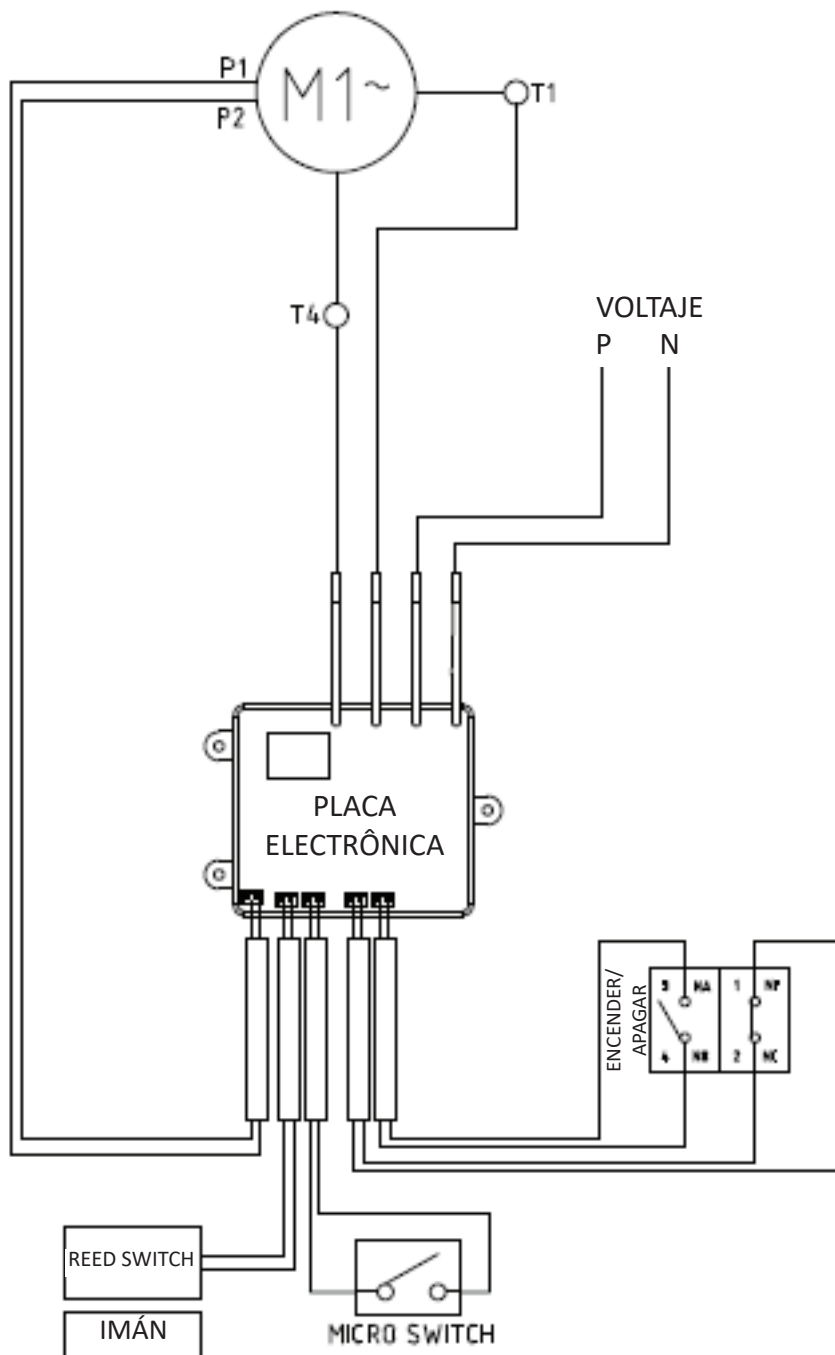 P1
M1~
T1
P2
T4
VOLTAJE
P N
PLACA
ELECTRÔNICA
ENCENDER/
APAGAR
3 NA 1 NF
4 NB 2 NC
REED SWITCH
IMÁN
MICRO SWITCH